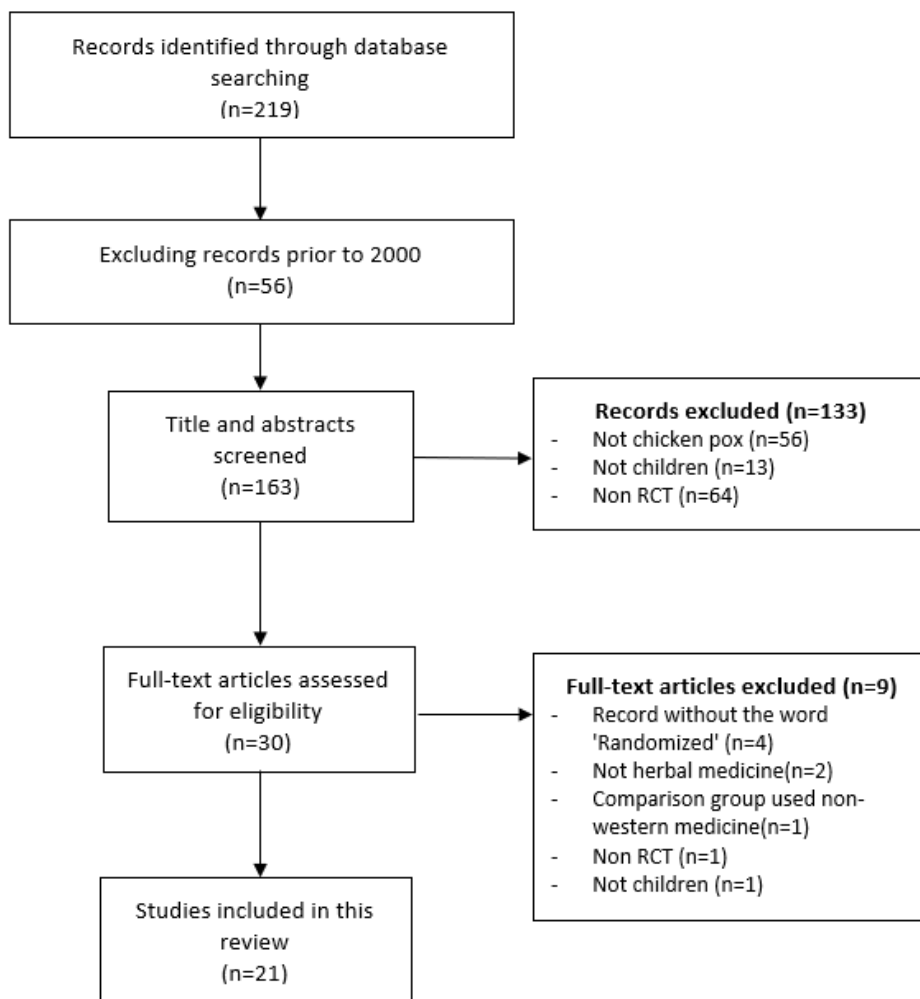 Records identified through database
searching
(n=219)
Excluding records prior to 2000
(n=56)
Title and abstracts
screened
(n=163)
Records excluded (n=133)
- Not chicken pox (n=56)
- Not children (n=13)
- Non RCT (n=64)
Full-text articles assessed
for eligibility
(n=30)
Full-text articles excluded (n=9)
- Record without the word
'Randomized' (n=4)
- Not herbal medicine(n=2)
- Comparison group used non-
western medicine(n=1)
- Non RCT (n=1)
- Not children (n=1)
Studies included in this
review
(n=21)